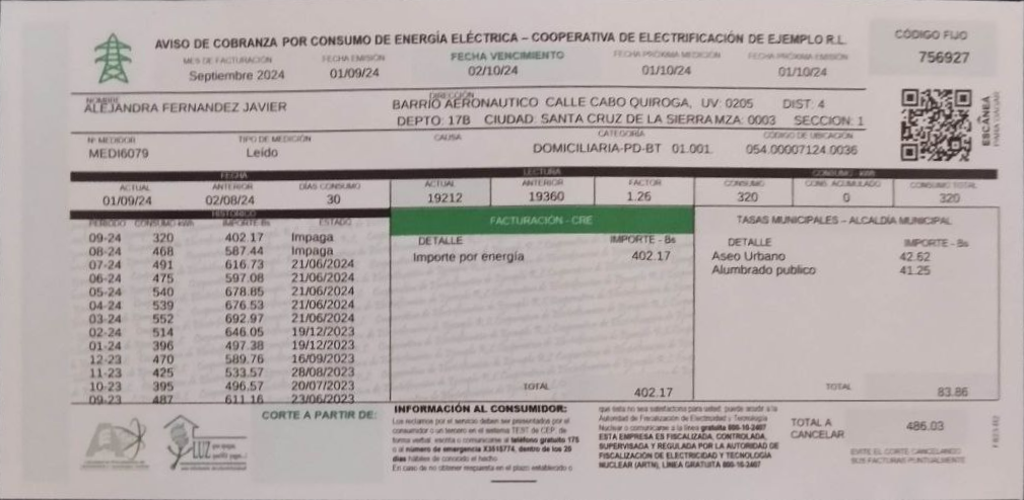 AVISO DE COBRANZA POR CONSUMO DE ENERGÍA ELÉCTRICA – COOPERATIVA DE ELECTRIFICACIÓN DE EJEMPLO R.L.
CÓDIGO FIJO
756927
MES DE FACTURACIÓN FECHA EMISIÓN FECHA VENCIMIENTO FECHA PRÓXIMA MEDICIÓN FECHA PRÓXIMA EMISIÓN
Septiembre 2024 01/09/24 02/10/24 01/10/24 01/10/24
NOMBRE DIRECCIÓN
ALEJANDRA FERNANDEZ JAVIER BARRIO AERONAUTICO CALLE CABO QUIROGA, UV: 0205 DIST: 4
DEPTO: 17B CIUDAD: SANTA CRUZ DE LA SIERRA MZA: 0003 SECCION: 1
ESCÁNEA
PARA PAGAR
Nº MEDIDOR TIPO DE MEDICIÓN CAUSA CATEGORÍA CÓDIGO DE UBICACIÓN
MEDI6079 Leído DOMICILIARIA-PD-BT 01.001. 054.00007124.0036
FECHA LECTURA CONSUMO - kWh
ACTUAL ANTERIOR DÍAS CONSUMO ACTUAL ANTERIOR FACTOR CONSUMO CONS. ACUMULADO CONSUMO TOTAL
01/09/24 02/08/24 30 19212 19360 1.26 320 0 320
HISTÓRICO
PERIODO CONSUMO kWh IMPORTE-Bs ESTADO
09-24 320 402.17 Impaga
08-24 468 587.44 Impaga
07-24 491 616.73 21/06/2024
06-24 475 597.08 21/06/2024
05-24 540 678.85 21/06/2024
04-24 539 676.53 21/06/2024
03-24 552 692.97 21/06/2024
02-24 514 646.05 19/12/2023
01-24 396 497.38 19/12/2023
12-23 470 589.76 16/09/2023
11-23 425 533.57 28/08/2023
10-23 395 496.57 20/07/2023
09-23 487 611.16 23/06/2023
FACTURACIÓN - CRE
DETALLE IMPORTE - Bs
Importe por energía 402.17
TOTAL 402.17
TASAS MUNICIPALES – ALCALDÍA MUNICIPAL
DETALLE IMPORTE - Bs
Aseo Urbano 42.62
Alumbrado publico 41.25
TOTAL 83.86
LUZ
CORTE A PARTIR DE:
INFORMACIÓN AL CONSUMIDOR:
Los reclamos por el servicio deben ser presentados por el
consumidor o un tercero en el sistema TEST de CEP, de
forma verbal, escrita o comunicarse al teléfono gratuito 175
o al número de emergencia X3515774, dentro de los 20
días hábiles de conocido el hecho.
En caso de no obtener respuesta en el plazo establecido o
que ésta no sea satisfactoria para usted, puede acudir a la
Autoridad de Fiscalización de Electricidad y Tecnología
Nuclear o comunicarse a la línea gratuita 800-10-2407
ESTA EMPRESA ES FISCALIZADA, CONTROLADA,
SUPERVISADA Y REGULADA POR LA AUTORIDAD DE
FISCALIZACIÓN DE ELECTRICIDAD Y TECNOLOGÍA
NUCLEAR (ARTN), LÍNEA GRATUITA 800-10-2407
TOTAL A
CANCELAR
486.03
EVITE EL CORTE CANCELANDO
SUS FACTURAS PUNTUALMENTE